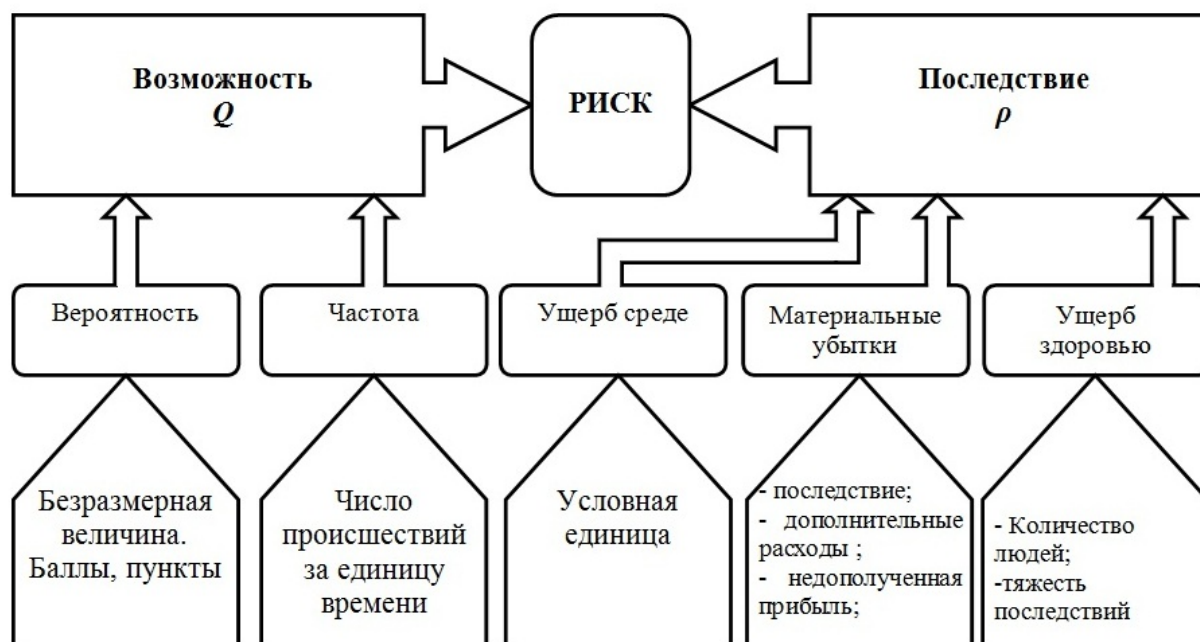 Возможность
Q
РИСК
Последствие
ρ
Вероятность
Частота
Ущерб среде
Материальные
убытки
Ущерб
здоровью
Безразмерная
величина.
Баллы, пункты
Число
происшествий
за единицу
времени
Условная
единица
- последствие;
- дополнительные
расходы ;
- недополученная
прибыль;
- Количество
людей;
-тяжесть
последствий